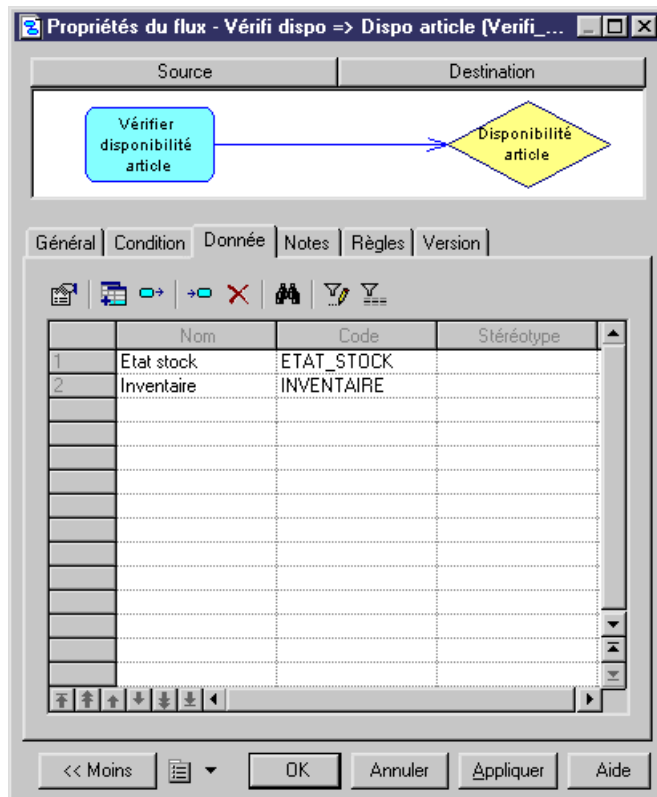 Propriétés du flux - Vérifi dispo => Dispo article (Verifi_...
Source Destination
Vérifier
disponibilité
article
Disponibilité
article
Général Condition Donnée Notes Règles Version
Nom Code Stéréotype
1 Etat stock ETAT_STOCK
2 Inventaire INVENTAIRE
<< Moins OK Annuler Appliquer Aide